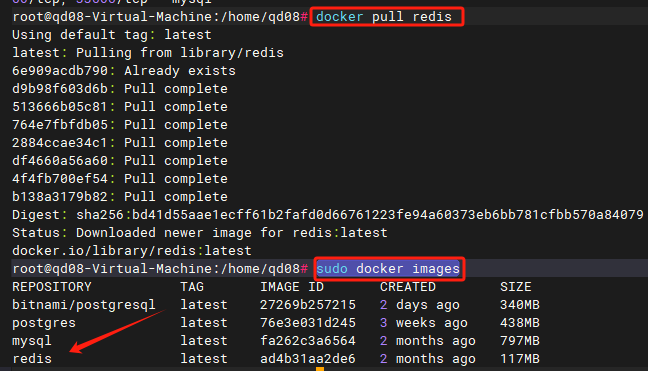 root@qd08-Virtual-Machine:/home/qd08# docker pull redis
Using default tag: latest
latest: Pulling from library/redis
6e909acdb790: Already exists
d9b98f603d6b: Pull complete
513666b05c81: Pull complete
764e7fbfdb05: Pull complete
2884ccae34c1: Pull complete
df4660a56a60: Pull complete
4f4fb700ef54: Pull complete
b138a3179b82: Pull complete
Digest: sha256:bd41d55aae1ecff61b2fafd0d66761223fe94a60373eb6bb781cfbb570a84079
Status: Downloaded newer image for redis:latest
docker.io/library/redis:latest
root@qd08-Virtual-Machine:/home/qd08# sudo docker images
REPOSITORY TAG IMAGE ID CREATED SIZE
bitnami/postgresql latest 27269b257215 2 days ago 340MB
postgres latest 76e3e031d245 3 weeks ago 438MB
mysql latest fa262c3a6564 2 months ago 797MB
redis latest ad4b31aa2de6 2 months ago 117MB